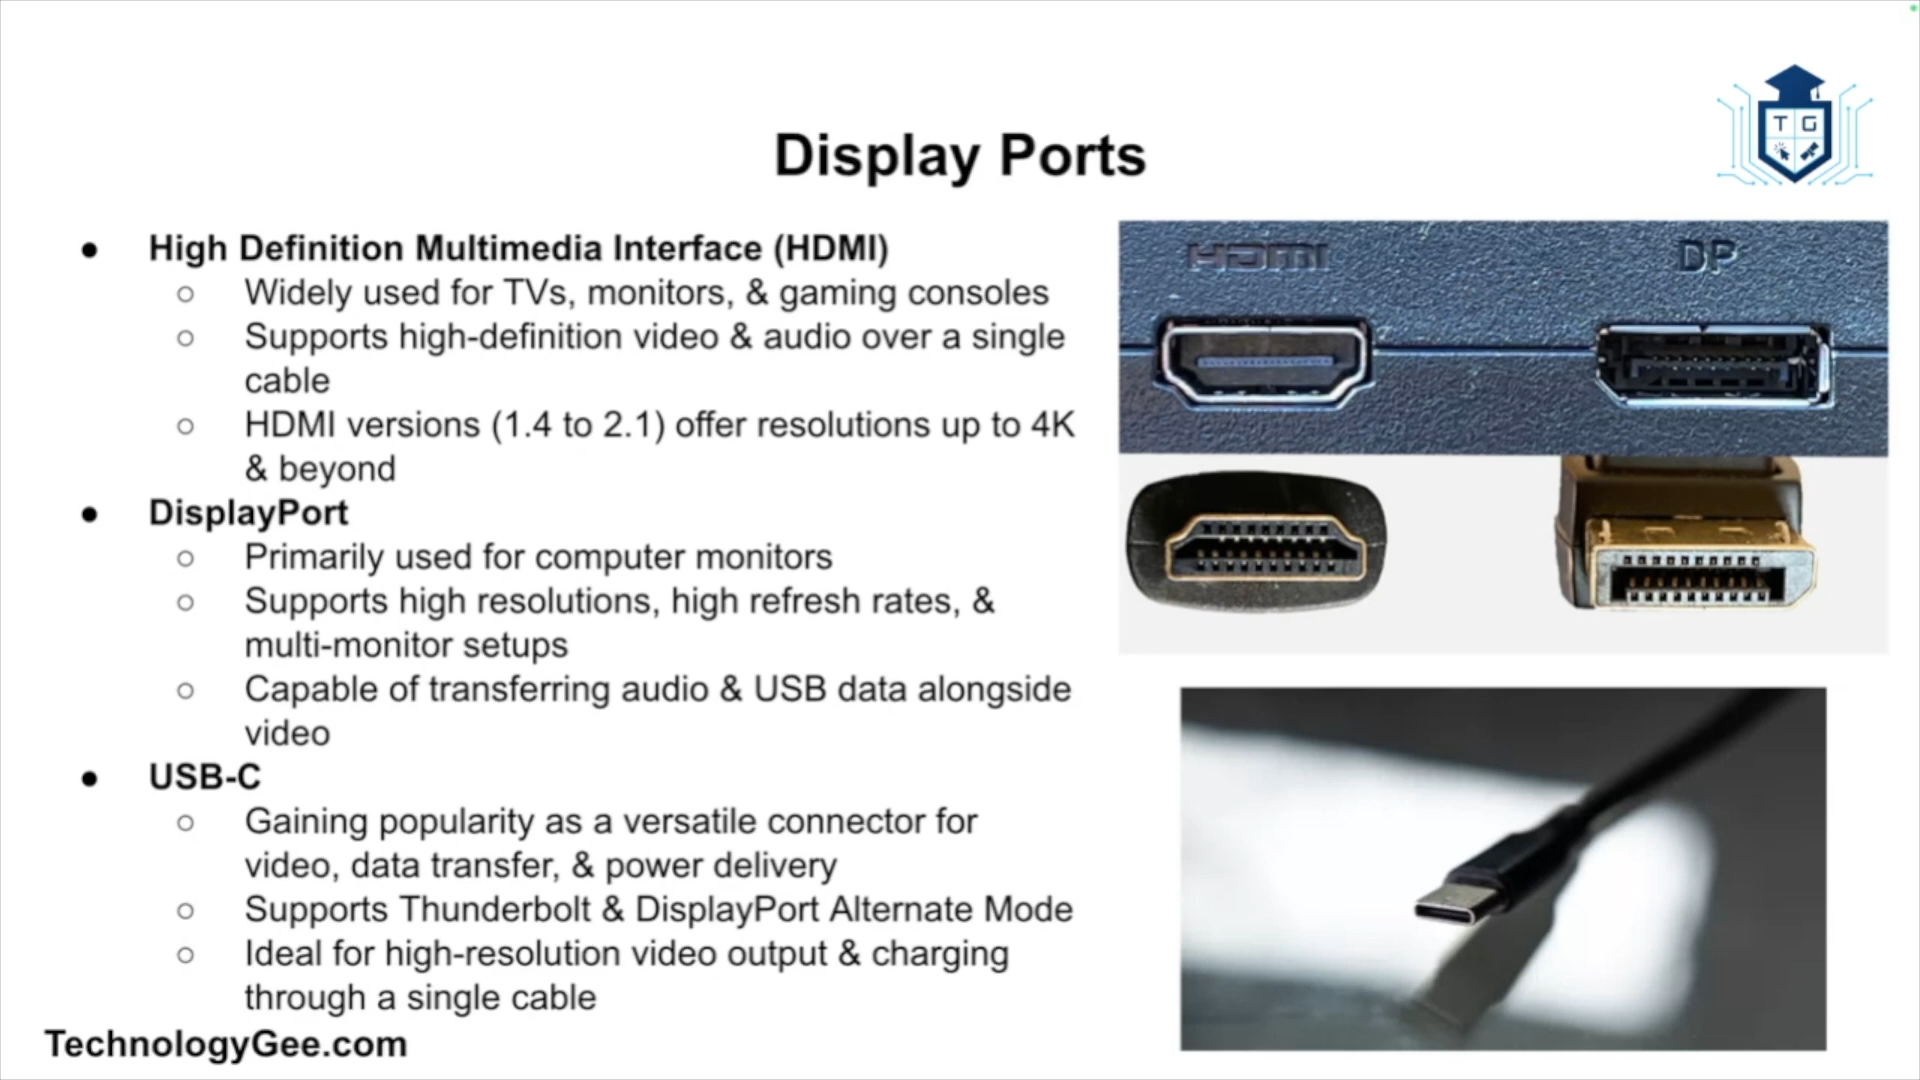 Display Ports
T G
● High Definition Multimedia Interface (HDMI)
○ Widely used for TVs, monitors, & gaming consoles
○ Supports high-definition video & audio over a single
cable
○ HDMI versions (1.4 to 2.1) offer resolutions up to 4K
& beyond
● DisplayPort
○ Primarily used for computer monitors
○ Supports high resolutions, high refresh rates, &
multi-monitor setups
○ Capable of transferring audio & USB data alongside
video
● USB-C
○ Gaining popularity as a versatile connector for
video, data transfer, & power delivery
○ Supports Thunderbolt & DisplayPort Alternate Mode
○ Ideal for high-resolution video output & charging
through a single cable
HDMI DP
TechnologyGee.com